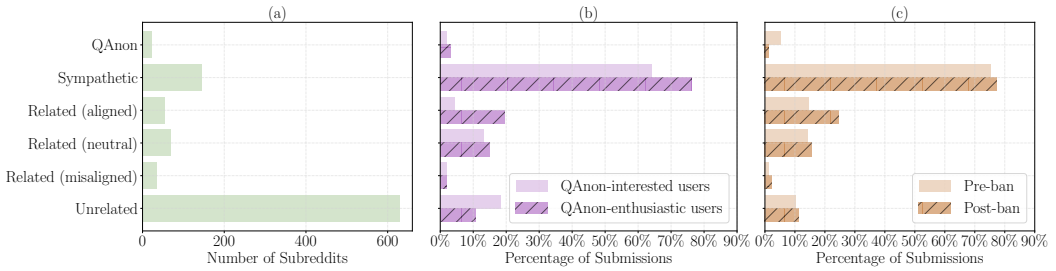 (a)
(b)
(c)
QAnon
Sympathetic
Related (aligned)
Related (neutral)
Related (misaligned)
Unrelated
QAnon-interested users
QAnon-enthusiastic users
Pre-ban
Post-ban
0 200 400 600
0% 10% 20% 30% 40% 50% 60% 70% 80% 90%
0% 10% 20% 30% 40% 50% 60% 70% 80% 90%
Number of Subreddits
Percentage of Submissions
Percentage of Submissions